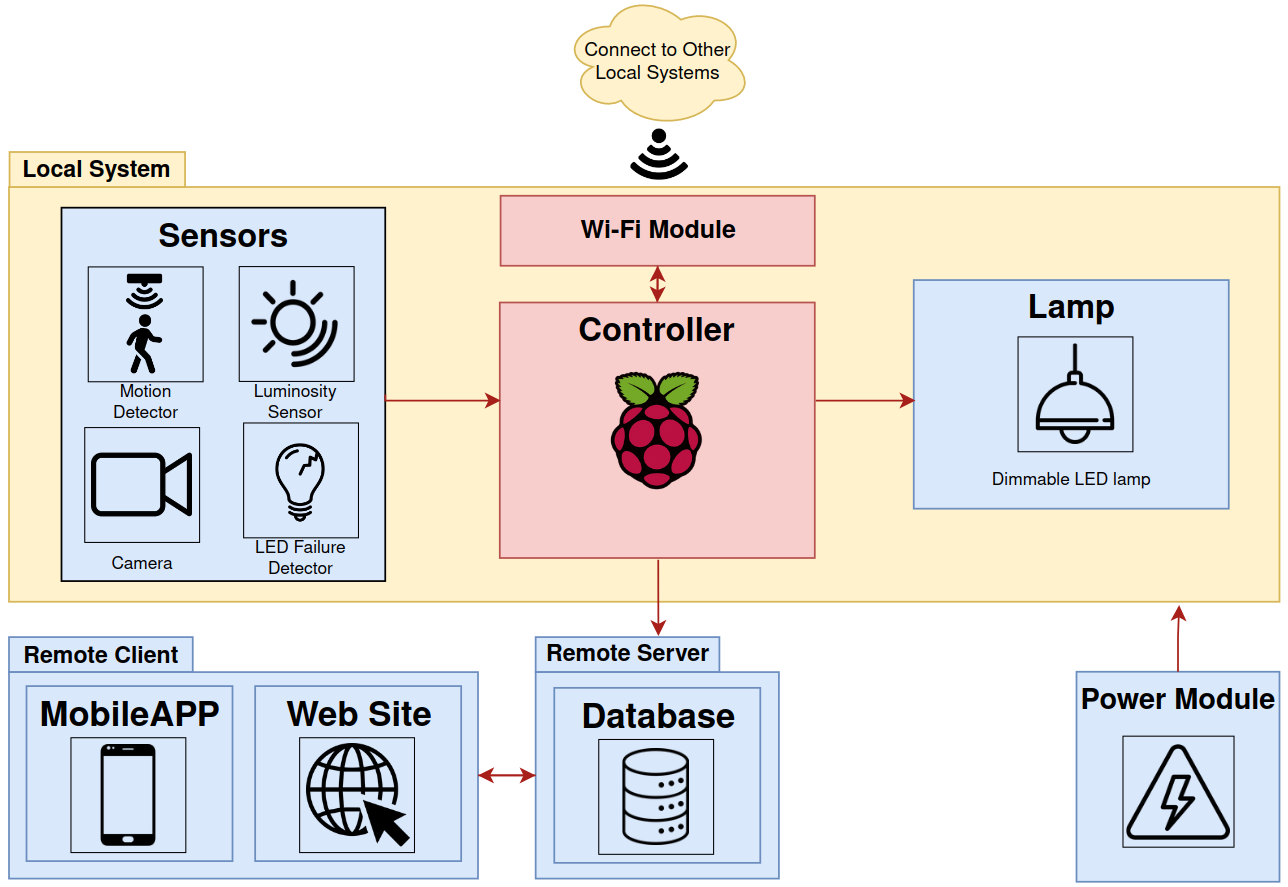 Connect to Other
Local Systems
Local System
Sensors
Motion
Detector
Luminosity
Sensor
Camera
LED Failure
Detector
Wi-Fi Module
Controller
Lamp
Dimmable LED lamp
Remote Client
MobileAPP
Web Site
Remote Server
Database
Power Module